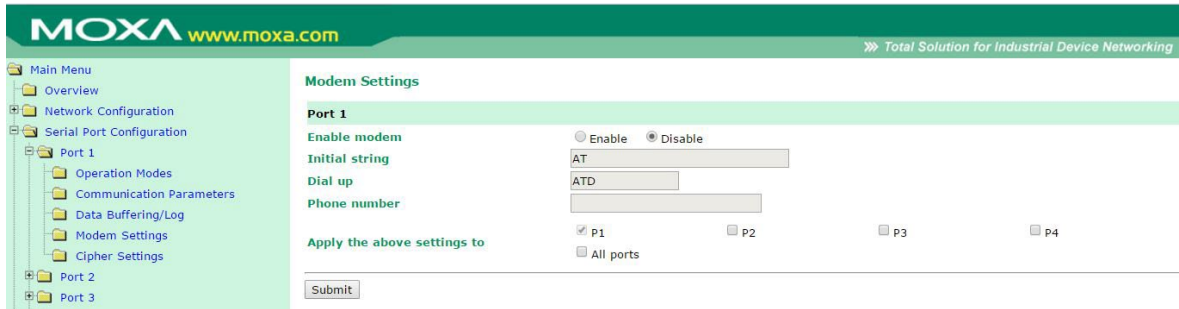 MOXA www.moxa.com
Total Solution for Industrial Device Networking
Main Menu
Overview
Network Configuration
Serial Port Configuration
Port 1
Operation Modes
Communication Parameters
Data Buffering/Log
Modem Settings
Cipher Settings
Port 2
Port 3
Modem Settings
Port 1
Enable modem Enable Disable
Initial string AT
Dial up ATD
Phone number
Apply the above settings to P1 P2 P3 P4
All ports
Submit